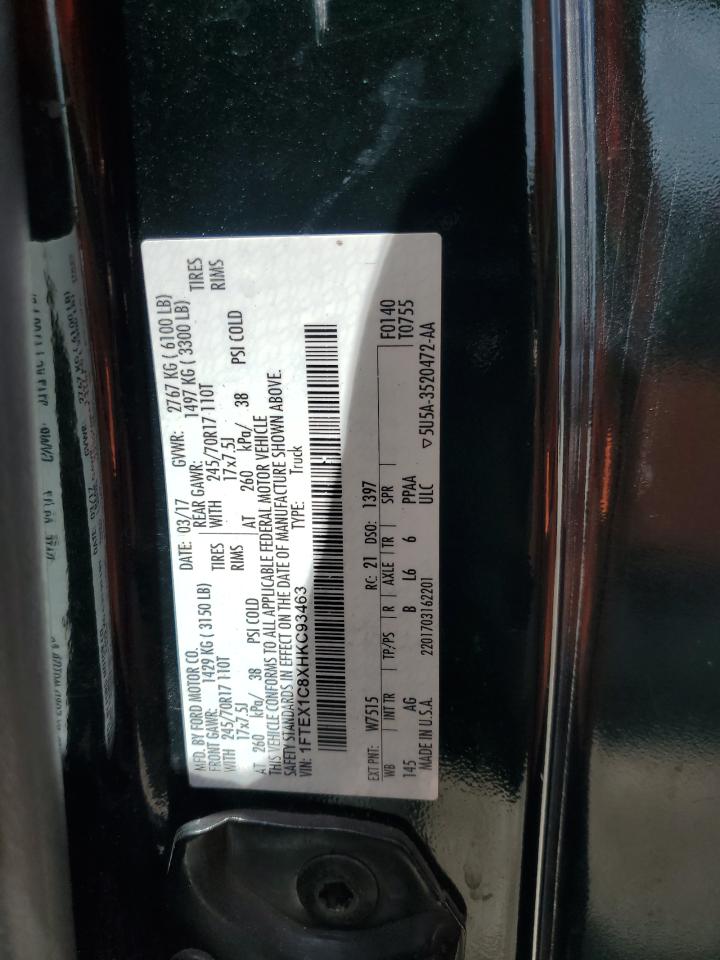 MFD. BY FORD MOTOR CO.
DATE: 03/17 GVWR: 2767 KG ( 6100 LB)
FRONT GAWR: 1429 KG ( 3150 LB)
REAR GAWR: 1497 KG ( 3300 LB)
WITH 245/70R17 110T TIRES
WITH 245/70R17 110T TIRES
17x7.5J RIMS
17x7.5J RIMS
AT 260 kPa/ 38 PSI COLD
AT 260 kPa/ 38 PSI COLD
THIS VEHICLE CONFORMS TO ALL APPLICABLE FEDERAL MOTOR VEHICLE
SAFETY STANDARDS IN EFFECT ON THE DATE OF MANUFACTURE SHOWN ABOVE.
VIN: 1FTEX1C8XHKC93463
TYPE: Truck
EXT PNT: W7515 RC: 21 DSO: 1397 F0140
WB INT TR TP/PS R AXLE TR SPR T0755
145 AG B L6 6 PPAA
MADE IN U.S.A. 2201703162201 ULC
5U5A-3520472-AA